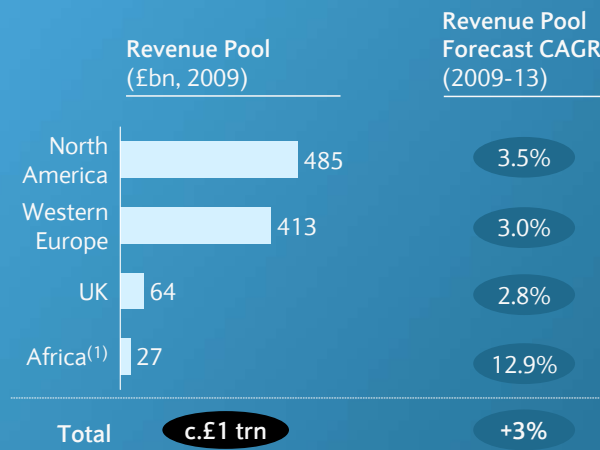 Revenue Pool
(£bn, 2009)
Revenue Pool
Forecast CAGR
(2009-13)
North
America
485
3.5%
Western
Europe
413
3.0%
UK
64
2.8%
Africa(1)
27
12.9%
Total
c.£1 trn
+3%